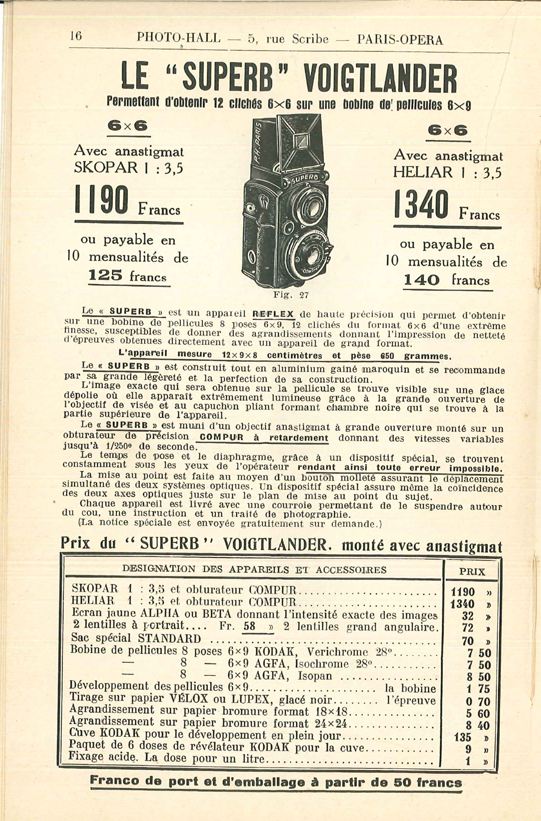 16 PHOTO-HALL — 5, rue Scribe — PARIS-OPERA
LE “SUPERB” VOIGTLANDER
Permettant d'obtenir 12 clichés 6×6 sur une bobine de pellicules 6×9
6×6
Avec anastigmat
SKOPAR 1 : 3,5
1190 Francs
ou payable en
10 mensualités de
125 francs
P.H. PARIS
SUPERB
6×6
Avec anastigmat
HELIAR 1 : 3,5
1340 Francs
ou payable en
10 mensualités de
140 francs
Fig. 27
Le « SUPERB » est un appareil REFLEX de haute précision qui permet d'obtenir
sur une bobine de pellicules 8 poses 6×9, 12 clichés du format 6×6 d'une extrême
finesse, susceptibles de donner des agrandissements donnant l'impression de netteté
d'épreuves obtenues directement avec un appareil de grand format.
L'appareil mesure 12×9×8 centimètres et pèse 650 grammes.
Le « SUPERB » est construit tout en aluminium gainé maroquin et se recommande
par sa grande légèreté et la perfection de sa construction.
L'image exacte qui sera obtenue sur la pellicule se trouve visible sur une glace
dépolie où elle apparaît extrêmement lumineuse grâce à la grande ouverture de
l'objectif de visée et au capuchon pliant formant chambre noire qui se trouve à la
partie supérieure de l'appareil.
Le « SUPERB » est muni d'un objectif anastigmat à grande ouverture monté sur un
obturateur de précision COMPUR à retardement donnant des vitesses variables
jusqu'à 1/250e de seconde.
Le temps de pose et le diaphragme, grâce à un dispositif spécial, se trouvent
constamment sous les yeux de l'opérateur rendant ainsi toute erreur impossible.
La mise au point est faite au moyen d'un bouton molleté assurant le déplacement
simultané des deux systèmes optiques. Un dispositif spécial assure même la coïncidence
des deux axes optiques juste sur le plan de mise au point du sujet.
Chaque appareil est livré avec une courroie permettant de le suspendre autour
du cou, une instruction et un traité de photographie.
(La notice spéciale est envoyée gratuitement sur demande.)
Prix du “SUPERB” VOIGTLANDER. monté avec anastigmat
DESIGNATION DES APPAREILS ET ACCESSOIRES PRIX
SKOPAR 1 : 3,5 et obturateur COMPUR 1190 »
HELIAR 1 : 3,5 et obturateur COMPUR 1340 »
Ecran jaune ALPHA ou BETA donnant l'intensité exacte des images 32 »
2 lentilles à portrait.... Fr. 58 » 2 lentilles grand angulaire. 72 »
Sac spécial STANDARD 70 »
Bobine de pellicules 8 poses 6×9 KODAK, Verichrome 28° 7 50
— 8 — 6×9 AGFA, Isochrome 28° 7 50
— 8 — 6×9 AGFA, Isopan 8 50
Développement des pellicules 6×9 la bobine 1 75
Tirage sur papier VÉLOX ou LUPEX, glacé noir l'épreuve 0 70
Agrandissement sur papier bromure format 18×18 5 60
Agrandissement sur papier bromure format 24×24 8 40
Cuve KODAK pour le développement en plein jour 135 »
Paquet de 6 doses de révélateur KODAK pour la cuve 9 »
Fixage acide. La dose pour un litre 1 »
Franco de port et d'emballage à partir de 50 francs